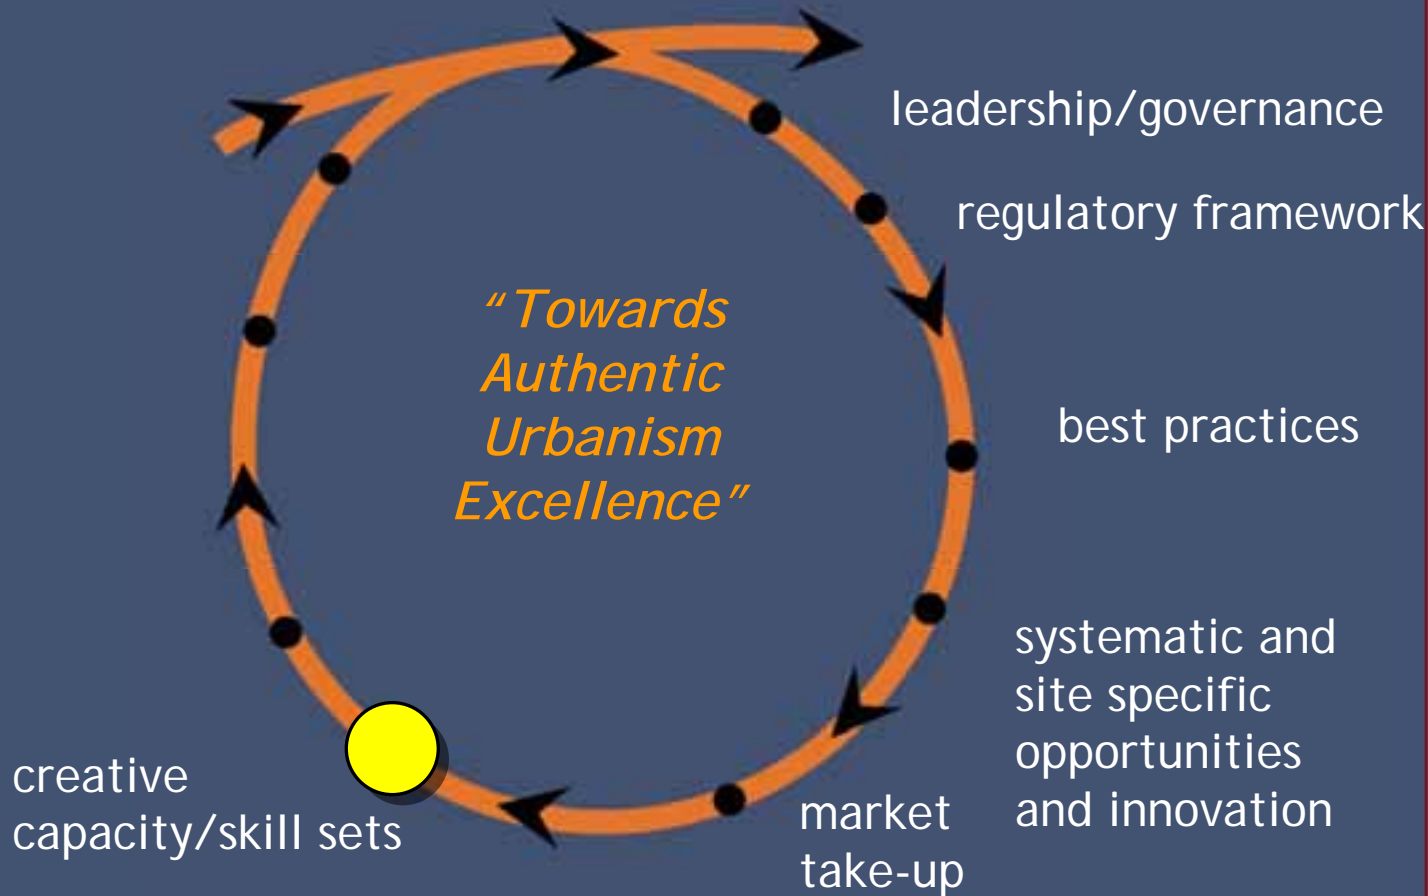 leadership/governance
regulatory framework
"Towards
Authentic
Urbanism
Excellence"
best practices
systematic and
site specific
opportunities
and innovation
market
take-up
creative
capacity/skill sets